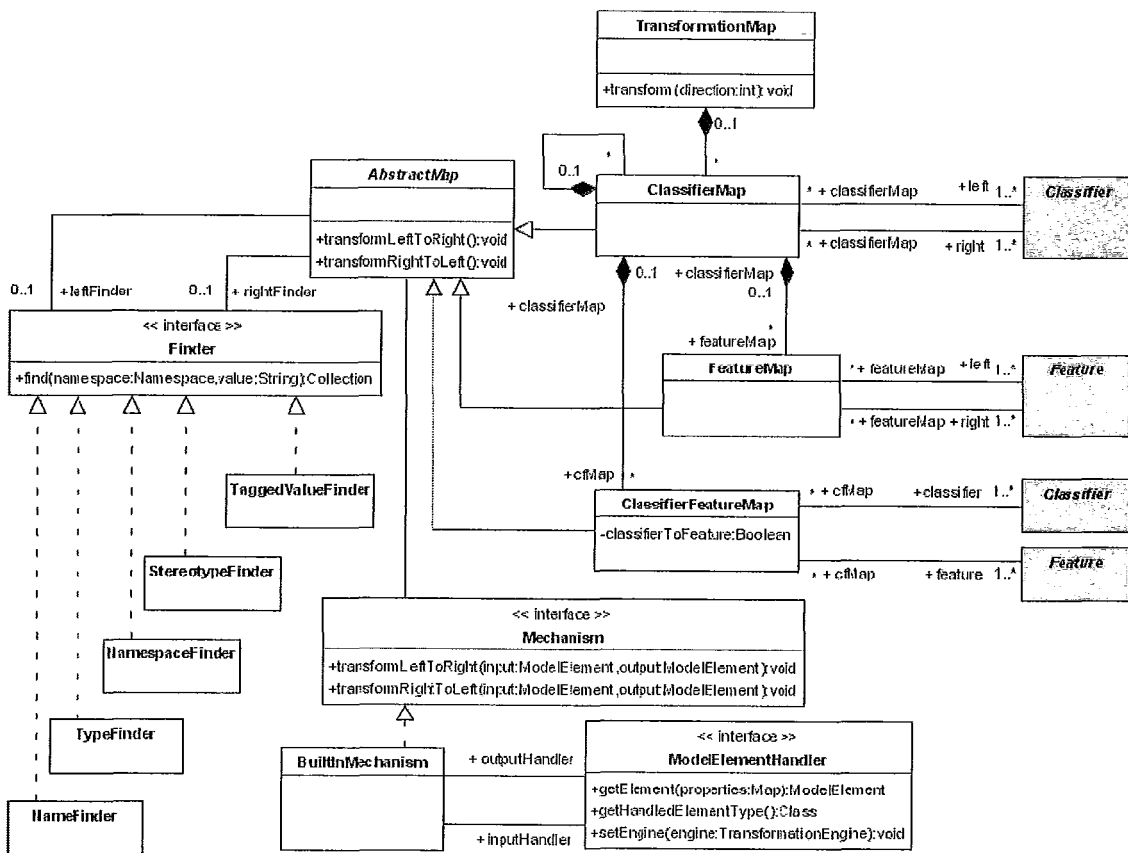 TransformationMap
+transform (direction:int): void
0..1
*
0..1
*
AbstractMap
+transformLeftToRight():void
+transformRightToLeft():void
ClassifierMap
* + classifierMap
+left 1..*
Classifier
* + classifierMap
+ right 1..*
0..1
+ classifierMap
0..1
+ classifierMap
0..1 + leftFinder
0..1 + rightFinder
<< interface >>
Finder
+find(namespace:Namespace,value:String):Collection
*
+ featureMap
FeatureMap
* + featureMap
+left 1..*
Feature
* + featureMap + right 1..*
TaggedValueFinder
StereotypeFinder
NamespaceFinder
TypeFinder
NameFinder
+cfMap *
ClassifierFeatureMap
-classifierToFeature:Boolean
* + cfMap
+classifier 1..*
Classifier
* + cfMap
+ feature 1..*
Feature
<< interface >>
Mechanism
+transformLeftToRight(input:ModelElement,output:ModelElement):void
+transformRightToLeft(input:ModelElement,output:ModelElement):void
BuiltInMechanism
+ outputHandler
+ inputHandler
<< interface >>
ModelElementHandler
+getElement(properties:Map):ModelElement
+getHandledElementType():Class
+setEngine(engine:TransformationEngine):void